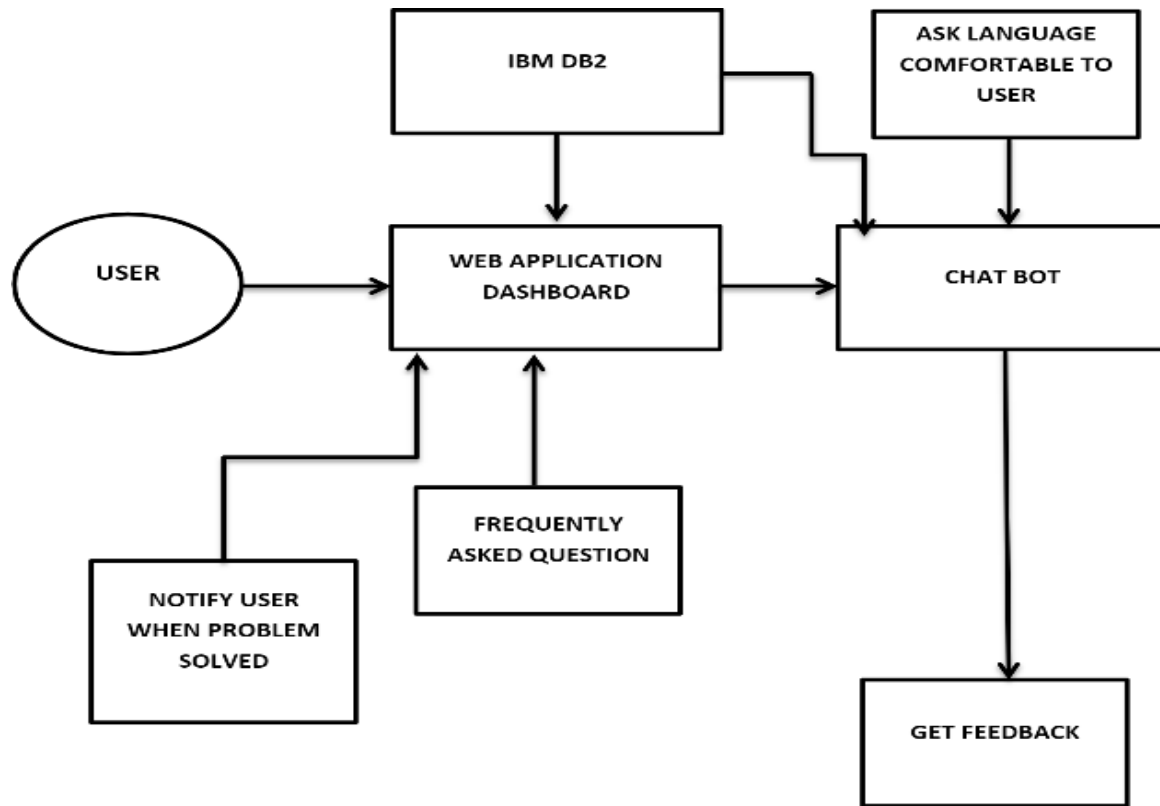 IBM DB2
ASK LANGUAGE
COMFORTABLE TO
USER
USER
WEB APPLICATION
DASHBOARD
CHAT BOT
FREQUENTLY
ASKED QUESTION
NOTIFY USER
WHEN PROBLEM
SOLVED
GET FEEDBACK